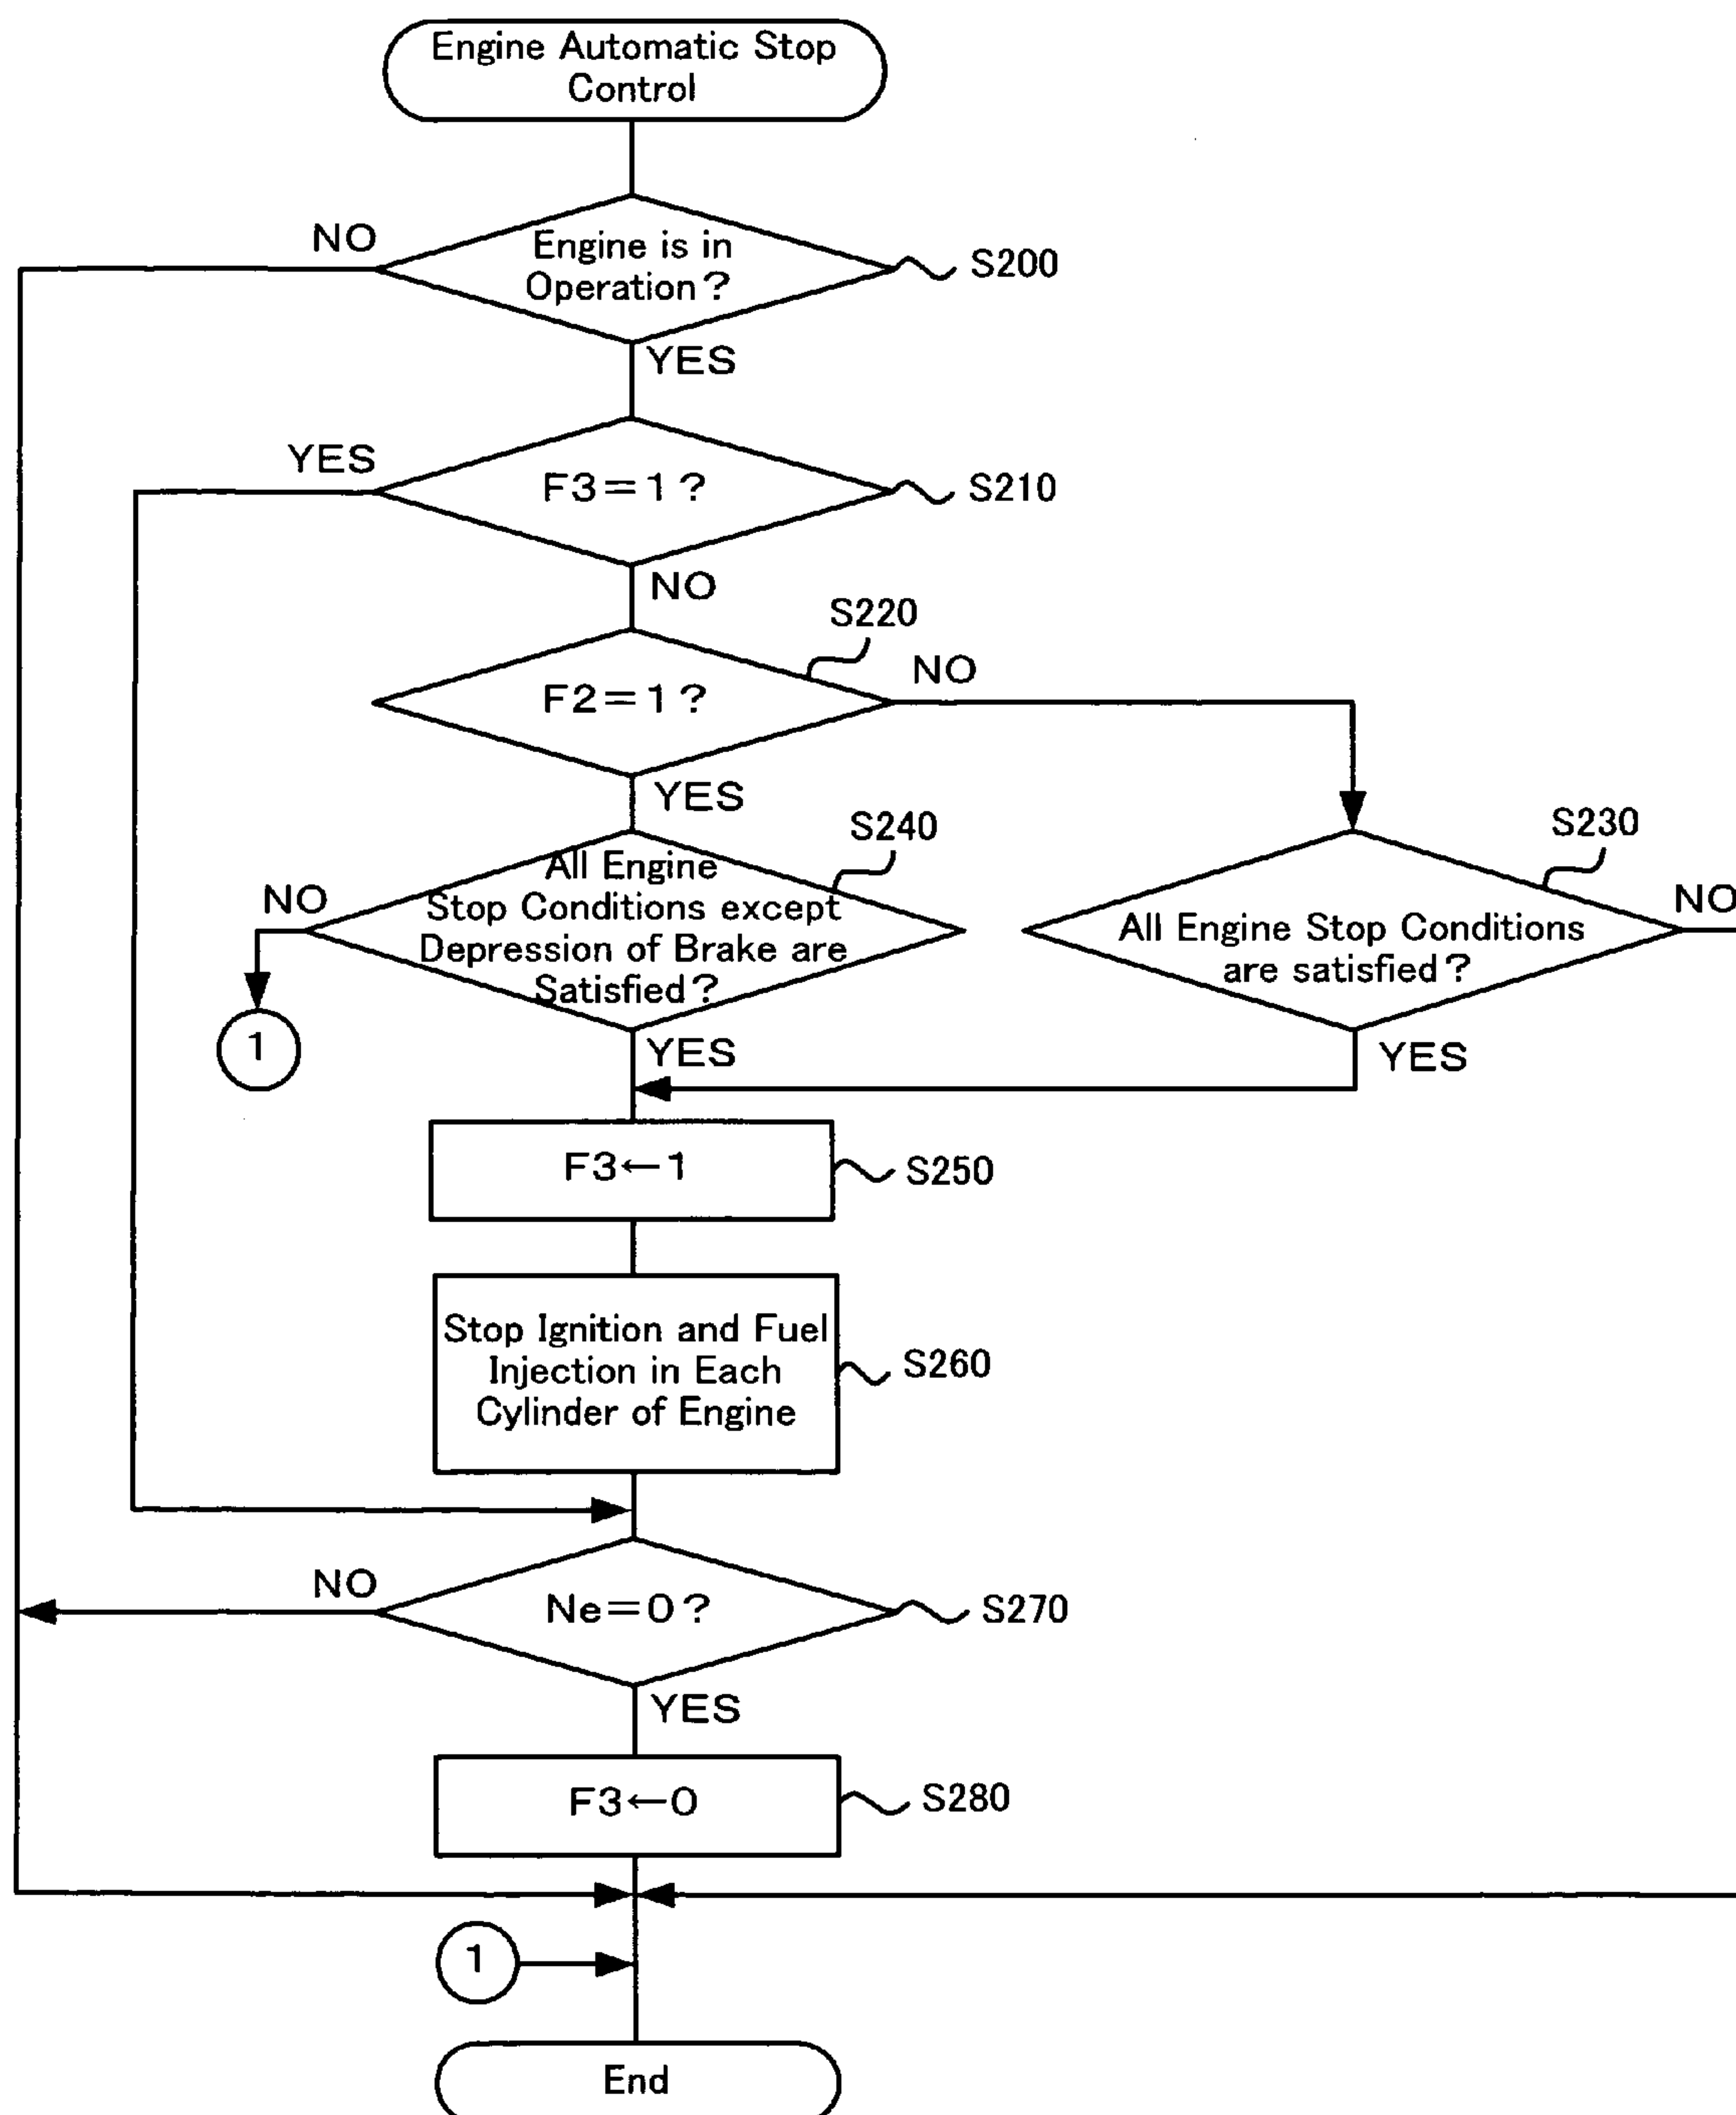 Engine Automatic Stop
Control
NO
Engine is in
Operation?
S200
YES
YES
F3=1?
S210
NO
S220
F2=1?
NO
YES
S240
S230
NO
All Engine
Stop Conditions except
Depression of Brake are
Satisfied?
All Engine Stop Conditions
are satisfied?
NO
1
YES
YES
F3←1
S250
Stop Ignition and Fuel
Injection in Each
Cylinder of Engine
S260
NO
Ne=0?
S270
YES
F3←0
S280
1
End